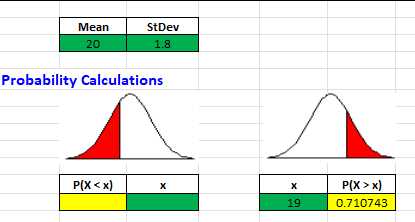 Mean StDev
20 1.8
Probability Calculations
P(X < x) x x P(X > x)
19 0.710743